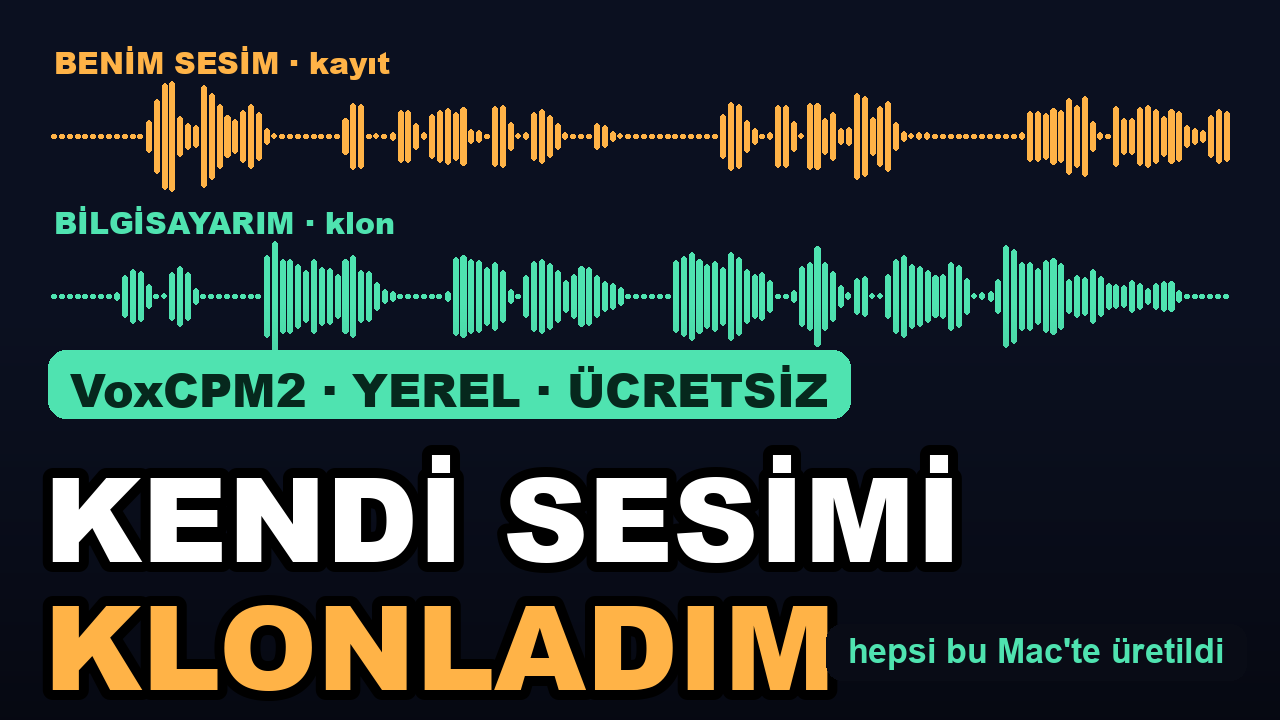 BENİM SESİM · kayıt
BİLGİSAYARIM · klon
VoxCPM2 · YEREL · ÜCRETSİZ
KENDİ SESİMİ
KLONLADIM
hepsi bu Mac'te üretildi